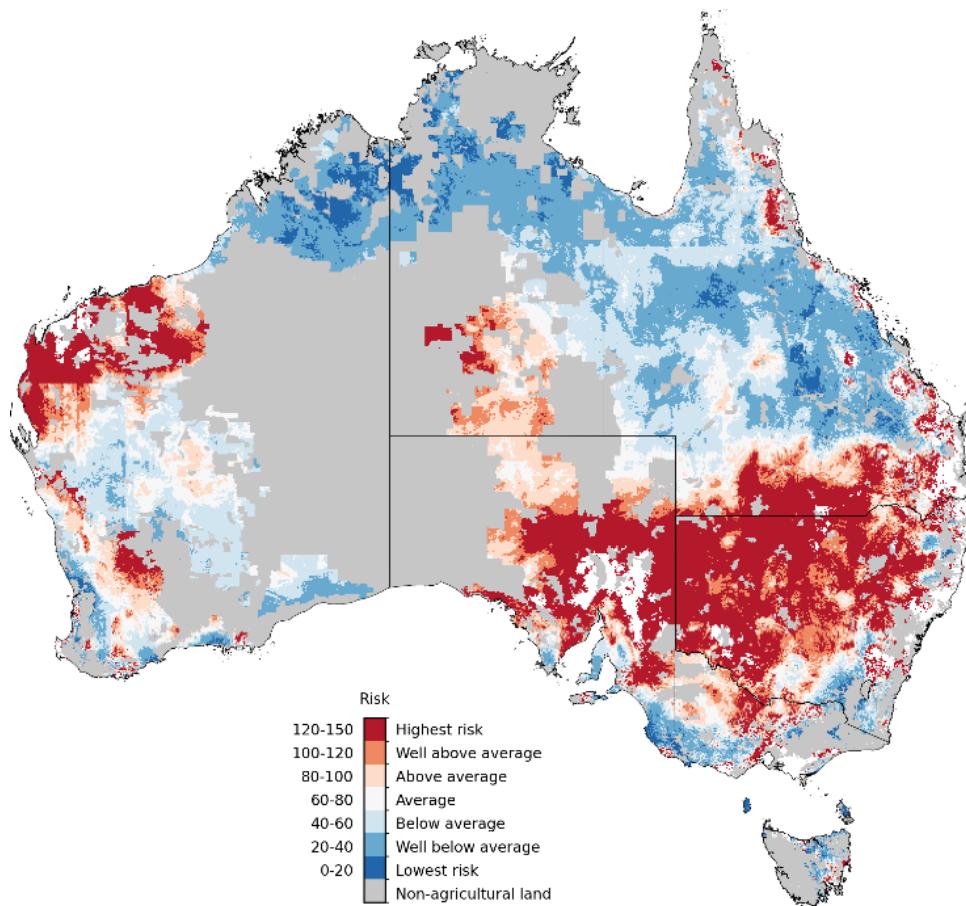 Risk
120-150 Highest risk
100-120 Well above average
80-100 Above average
60-80 Average
40-60 Below average
20-40 Well below average
0-20 Lowest risk
Non-agricultural land